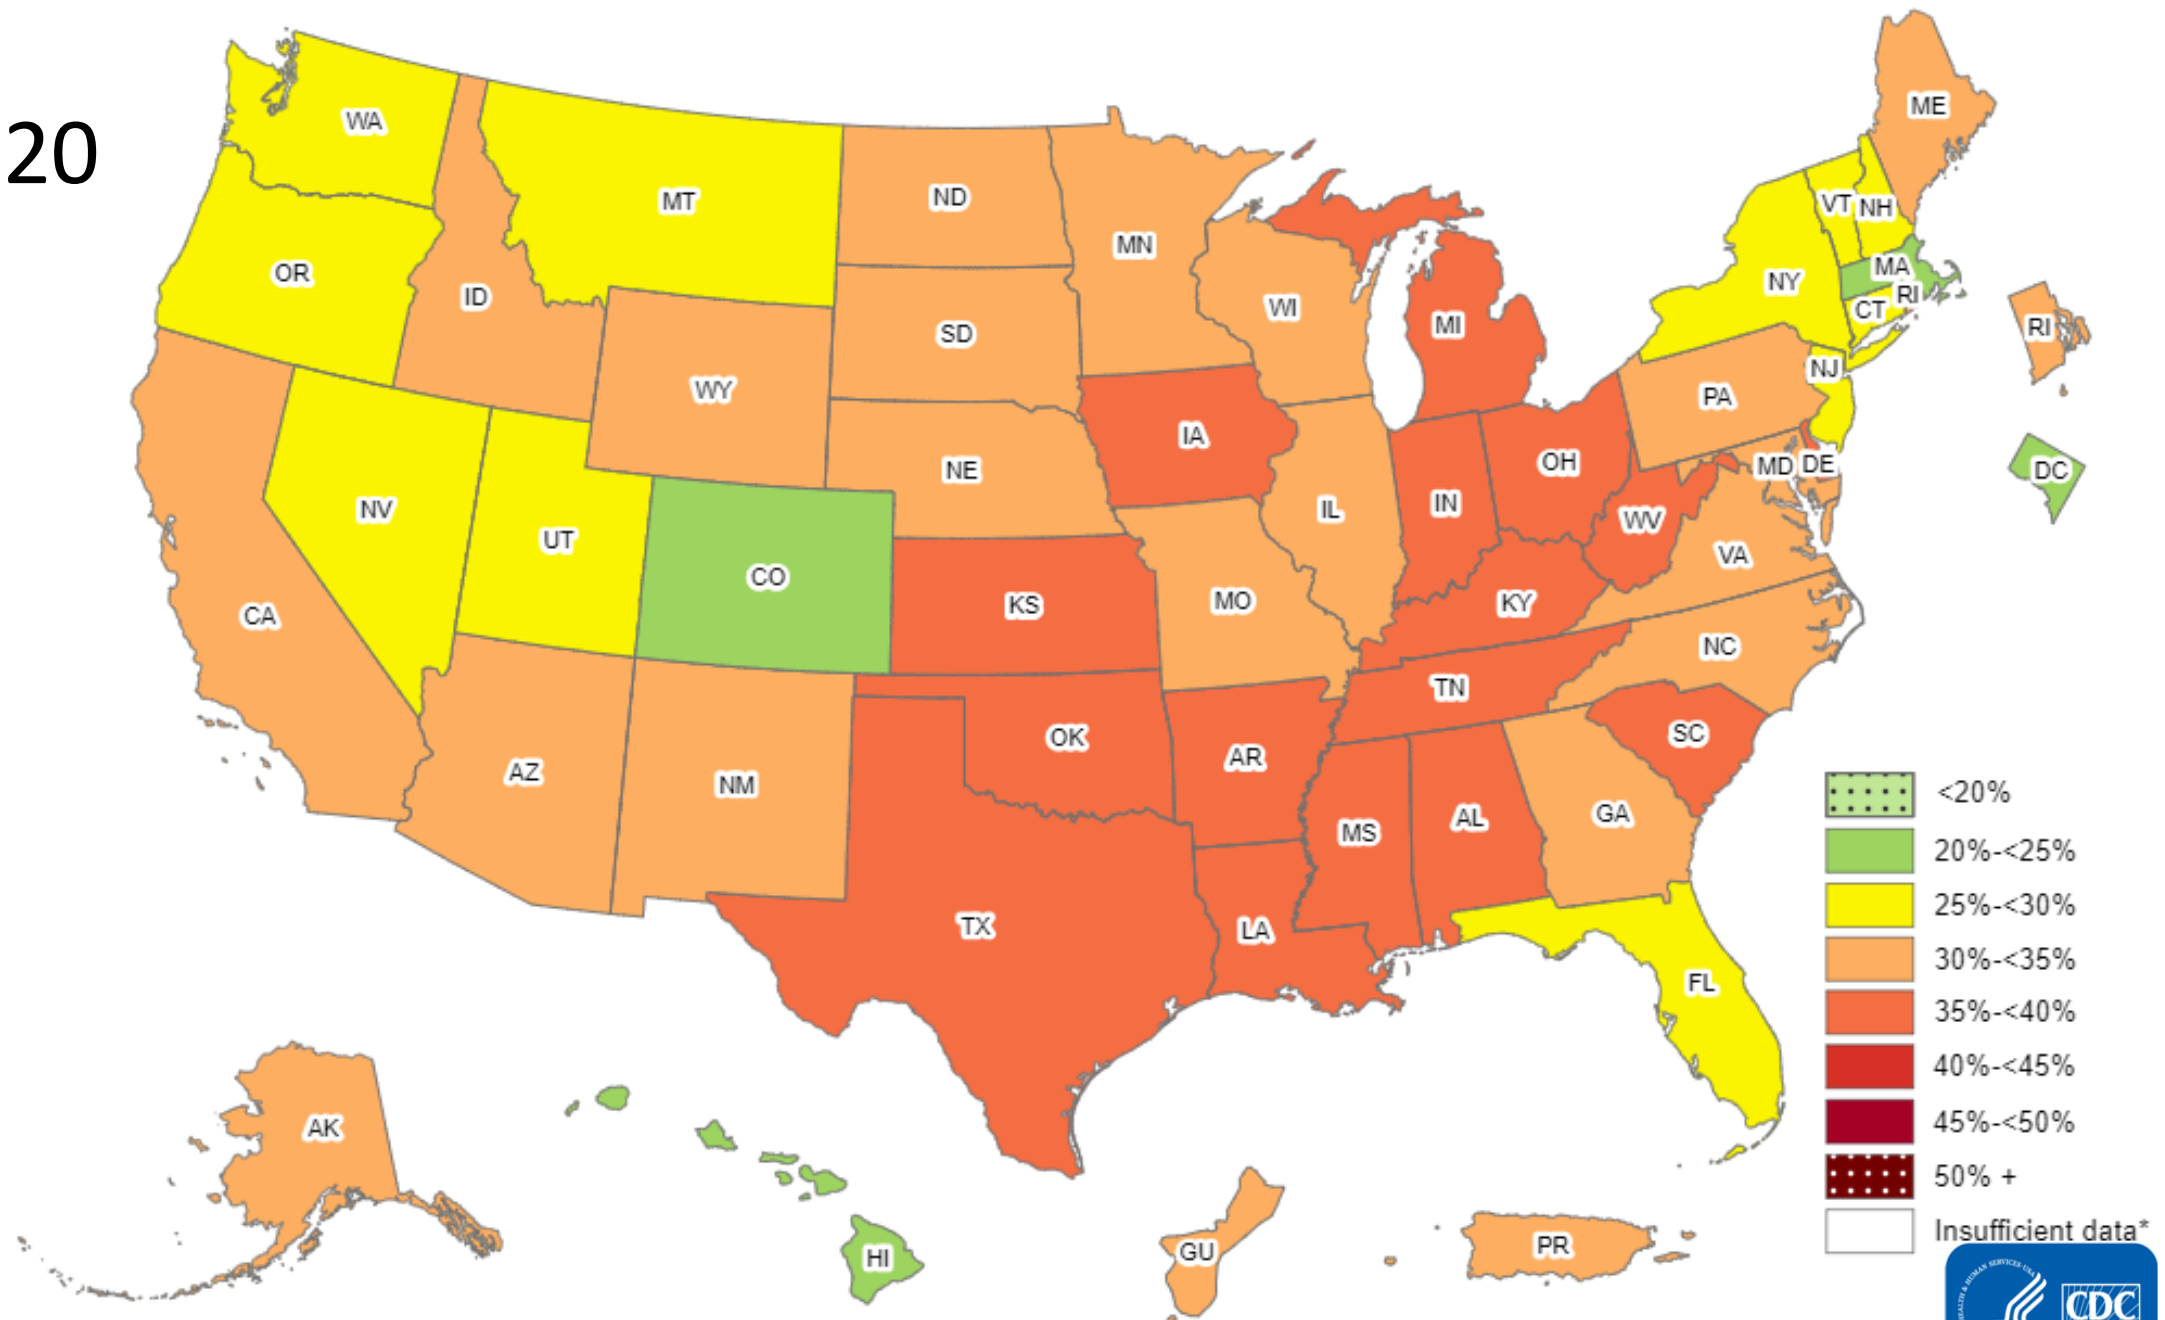 20
WA
MT
ND
MN
ME
VT
NH
OR
ID
SD
WI
MI
NY
MA
RI
CT
RI
WY
NE
IA
PA
NJ
NV
UT
CO
IL
IN
OH
MD
DE
DC
CA
KS
MO
KY
WV
VA
AZ
NM
OK
AR
TN
NC
SC
TX
LA
MS
AL
GA
FL
AK
HI
GU
PR
<20%
20%-<25%
25%-<30%
30%-<35%
35%-<40%
40%-<45%
45%-<50%
50% +
Insufficient data*
HUMAN SERVICES·USA
CDC